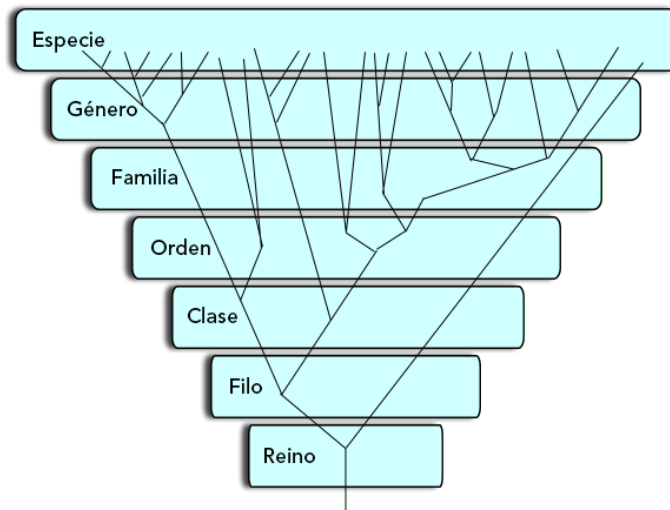 Especie
Género
Familia
Orden
Clase
Filo
Reino